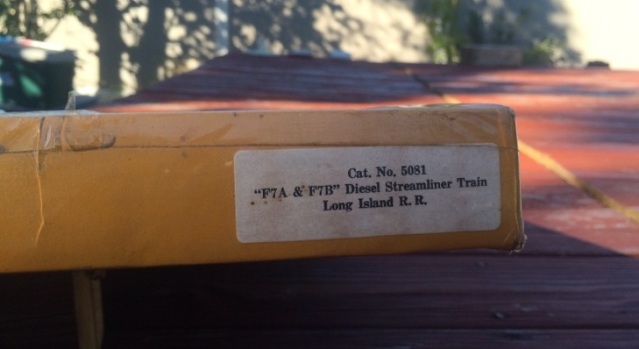 Cat. No. 5081
"F7A & F7B" Diesel Streamliner Train
Long Island R. R.